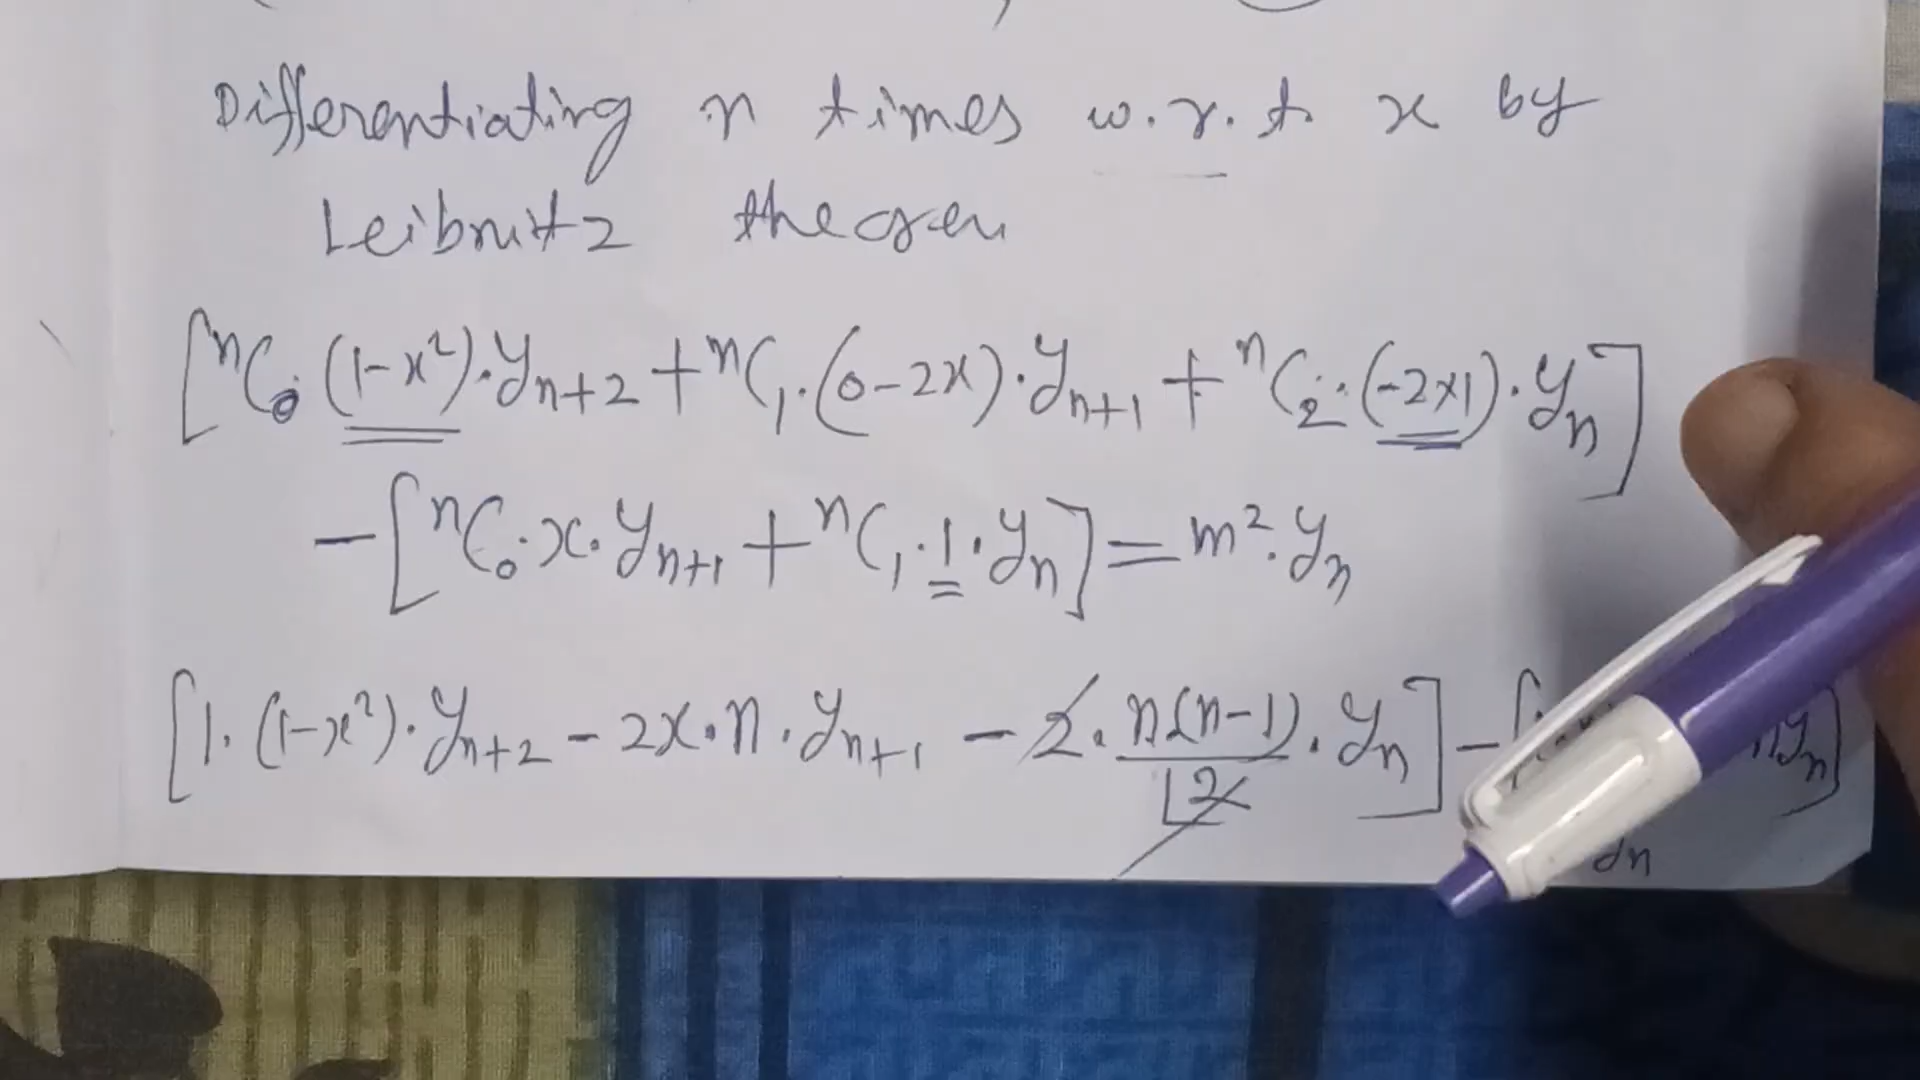 Differentiating n times w.r.t x by
Leibnitz theorem
[ⁿC₀.(1-x²).yₙ₊₂ + ⁿC₁.(0-2x).yₙ₊₁ + ⁿC₂.(-2×1).yₙ]
-[ⁿC₀.x.yₙ₊₁ + ⁿC₁.1.yₙ] = m².yₙ
[1.(1-x²).yₙ₊₂ - 2x.n.yₙ₊₁ - 2.n(n-1)/⌊2.yₙ] - [ nyₙ]
yₙ